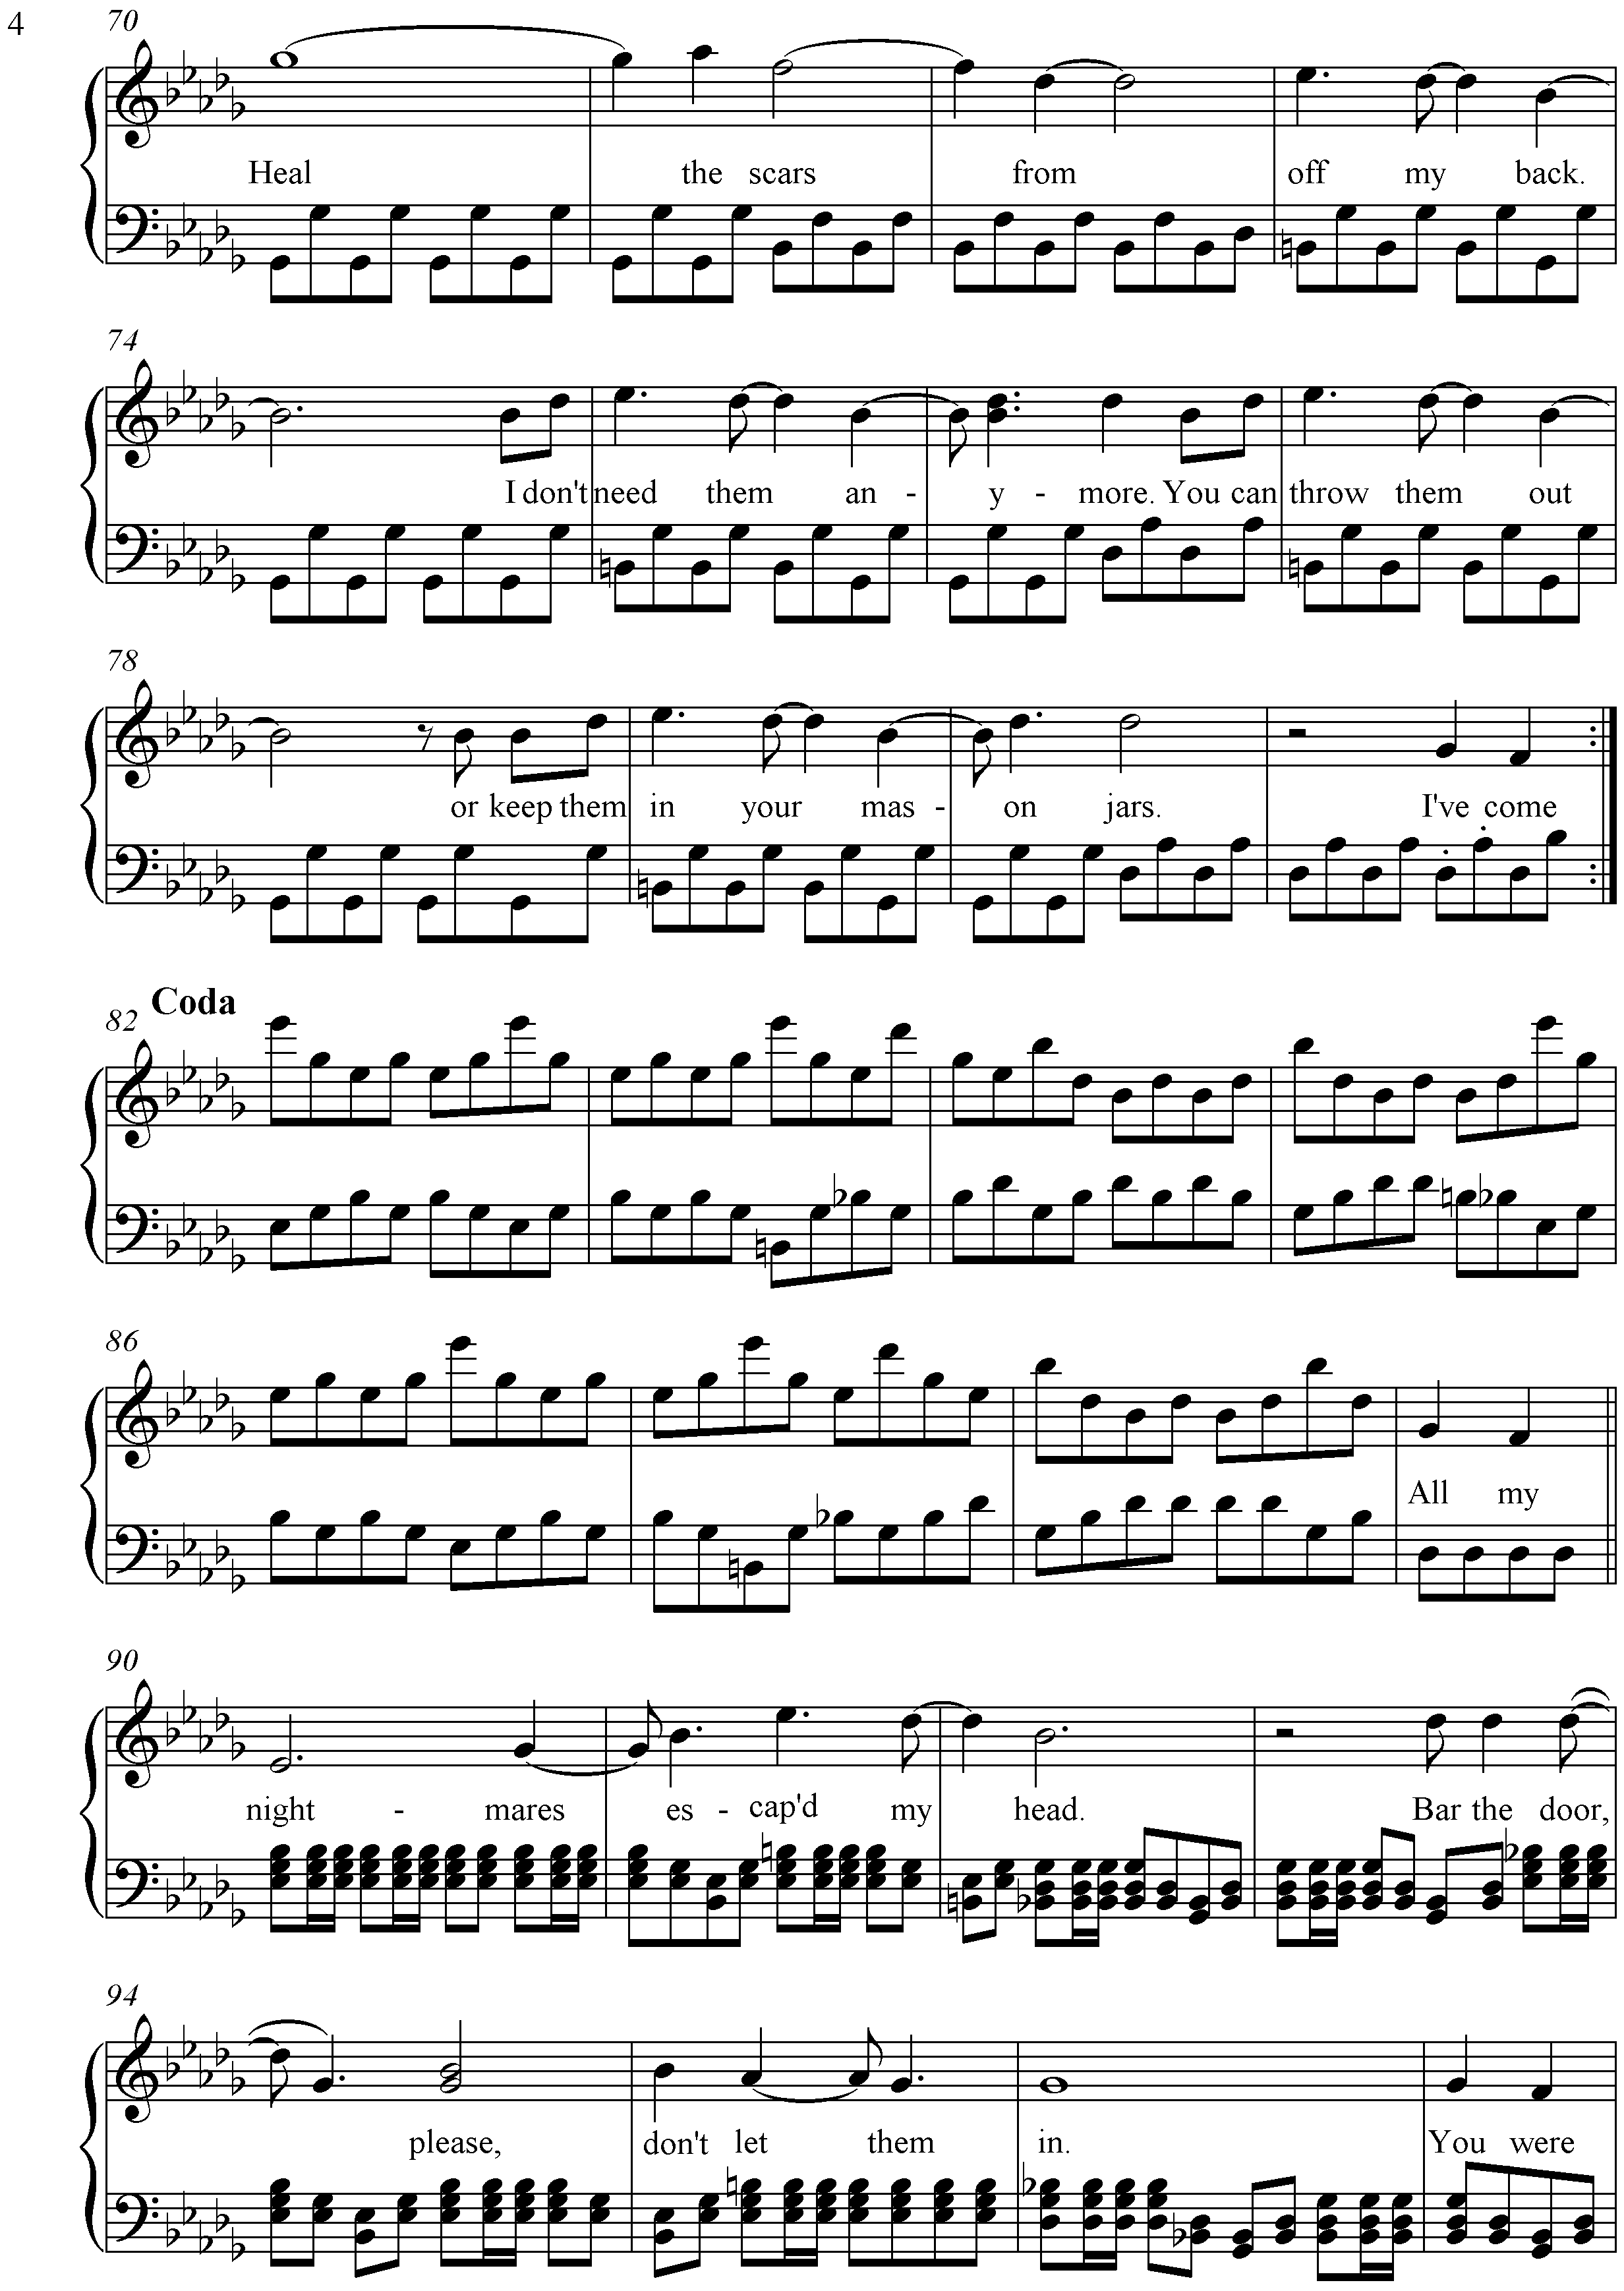 4
70
Heal the scars from off my back.
74
I don't need them an - y - more. You can throw them out
78
or keep them in your mas - on jars. I've come
Coda
82
86
All my
90
night - mares es - cap'd my head. Bar the door,
94
please, don't let them in. You were